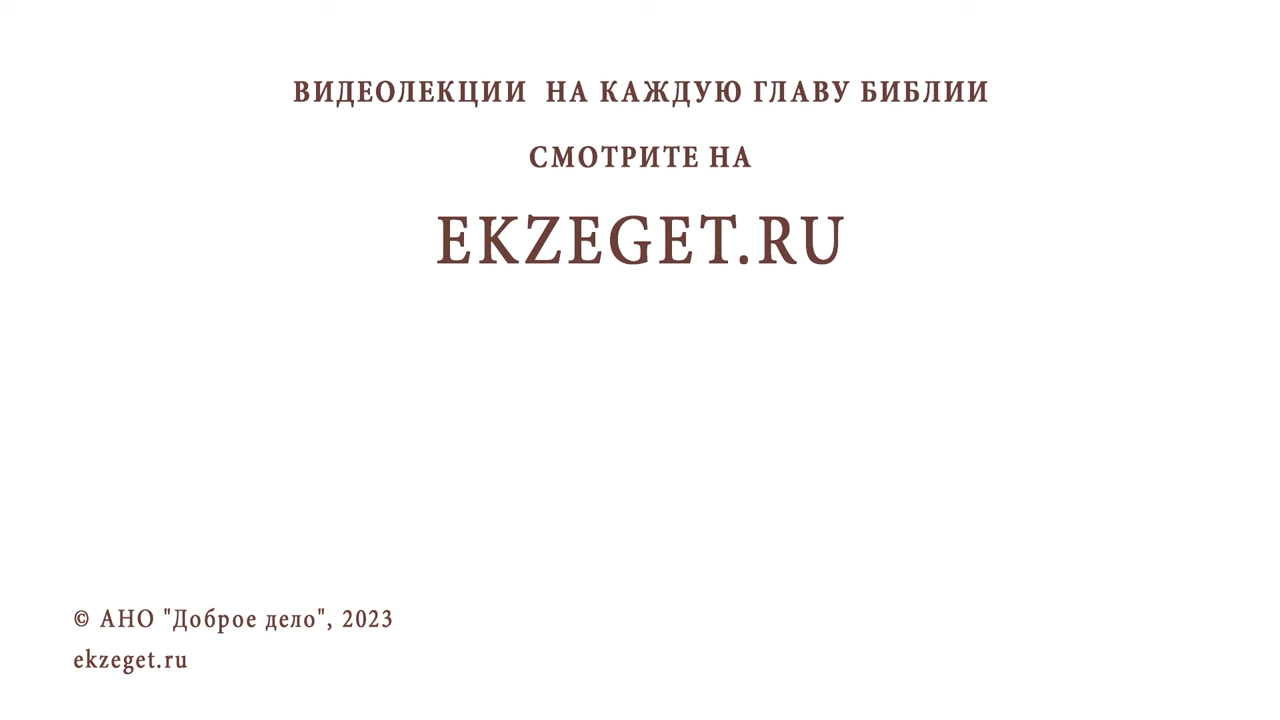 ВИДЕОЛЕКЦИИ НА КАЖДУЮ ГЛАВУ БИБЛИИ
СМОТРИТЕ НА
EKZEGET.RU
© АНО "Доброе дело", 2023
ekzeget.ru